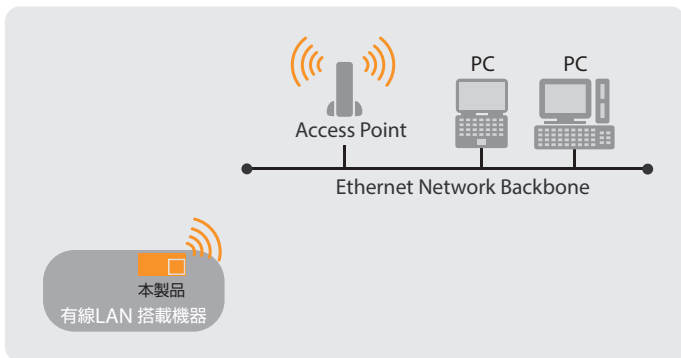 PC
PC
Access Point
Ethernet Network Backbone
本製品
有線LAN 搭載機器